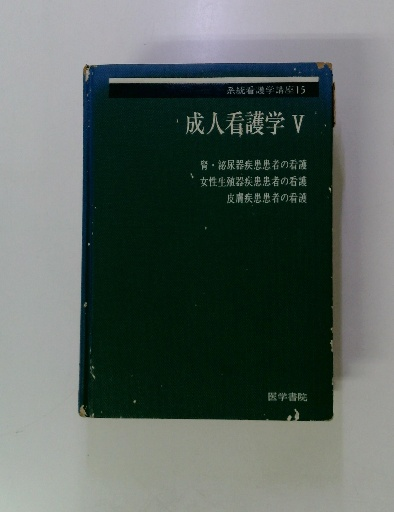 系統看護学講座15
成人看護学 V
腎・泌尿器疾患患者の看護
女性生殖器疾患患者の看護
皮膚疾患患者の看護
医学書院